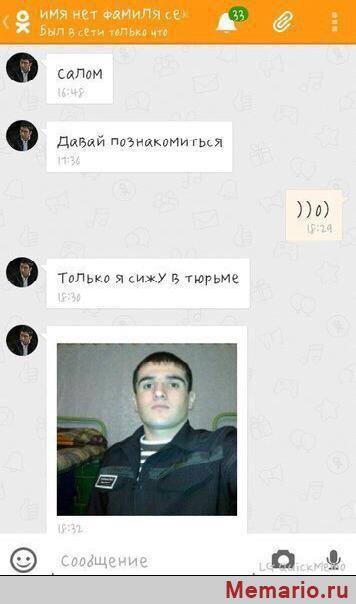 имя нет фамиЛЯ сек
Был в сети только что
33
салом
16:48
Давай познакомиться
17:36
))0)
18:29
Только я сижу в тюрьме
18:30
18:32
Сообщение
LG QuickMemo
Memario.ru